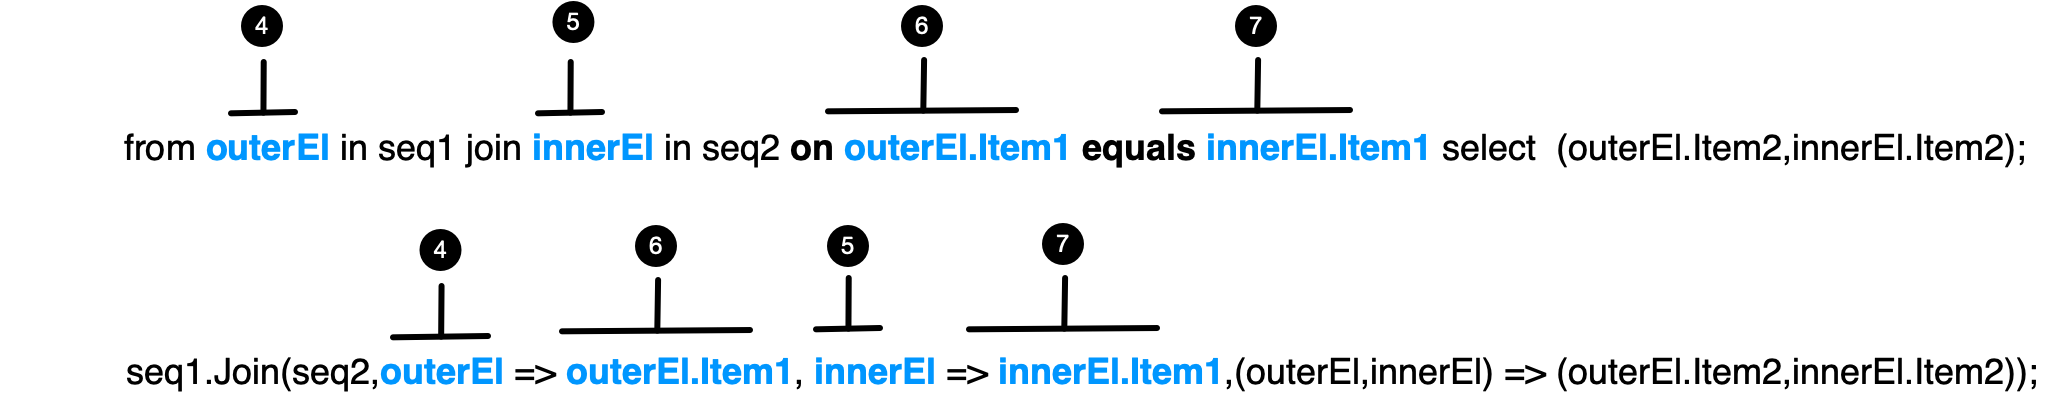 4 5 6 7
from outerEl in seq1 join innerEl in seq2 on outerEl.Item1 equals innerEl.Item1 select (outerEl.Item2,innerEl.Item2);
4 6 5 7
seq1.Join(seq2,outerEl => outerEl.Item1, innerEl => innerEl.Item1,(outerEl,innerEl) => (outerEl.Item2,innerEl.Item2));